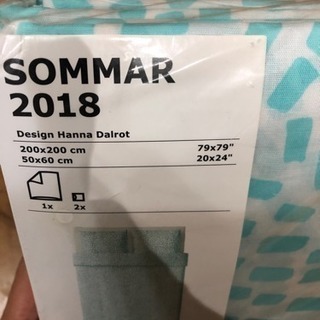 SOMMAR
2018
Design Hanna Dalrot
200x200 cm 79x79"
50x60 cm 20x24"
1x 2x